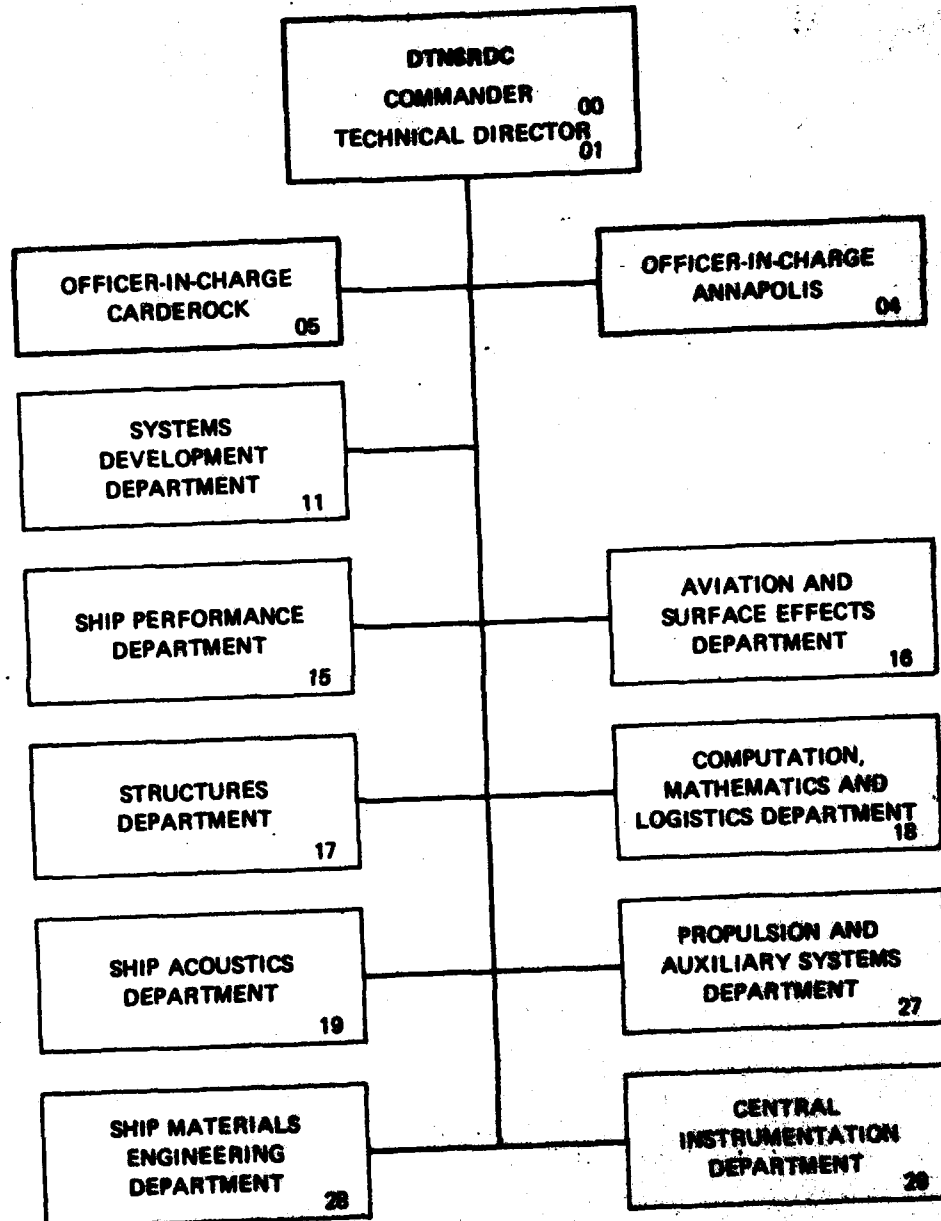 DTNSRDC
COMMANDER 00
TECHNICAL DIRECTOR 01
OFFICER-IN-CHARGE
CARDEROCK
05
OFFICER-IN-CHARGE
ANNAPOLIS
04
SYSTEMS
DEVELOPMENT
DEPARTMENT
11
SHIP PERFORMANCE
DEPARTMENT
15
AVIATION AND
SURFACE EFFECTS
DEPARTMENT
16
STRUCTURES
DEPARTMENT
17
COMPUTATION,
MATHEMATICS AND
LOGISTICS DEPARTMENT
18
SHIP ACOUSTICS
DEPARTMENT
19
PROPULSION AND
AUXILIARY SYSTEMS
DEPARTMENT
27
SHIP MATERIALS
ENGINEERING
DEPARTMENT
28
CENTRAL
INSTRUMENTATION
DEPARTMENT
29